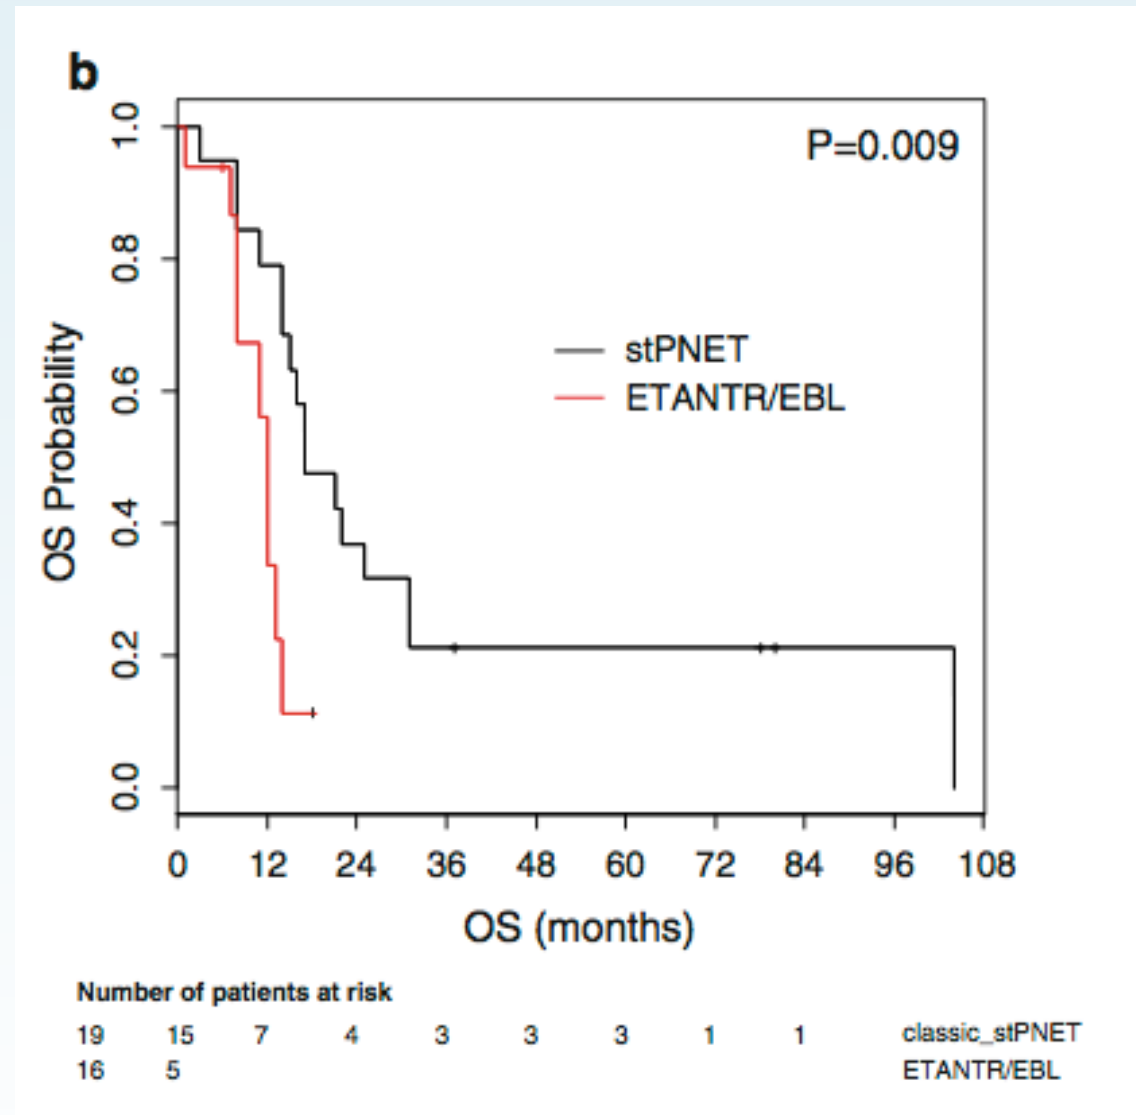 b
P=0.009
1.0
0.8
0.6
0.4
0.2
0.0
OS Probability
stPNET
ETANTR/EBL
0 12 24 36 48 60 72 84 96 108
OS (months)
Number of patients at risk
19 15 7 4 3 3 3 1 1 classic_stPNET
16 5 ETANTR/EBL